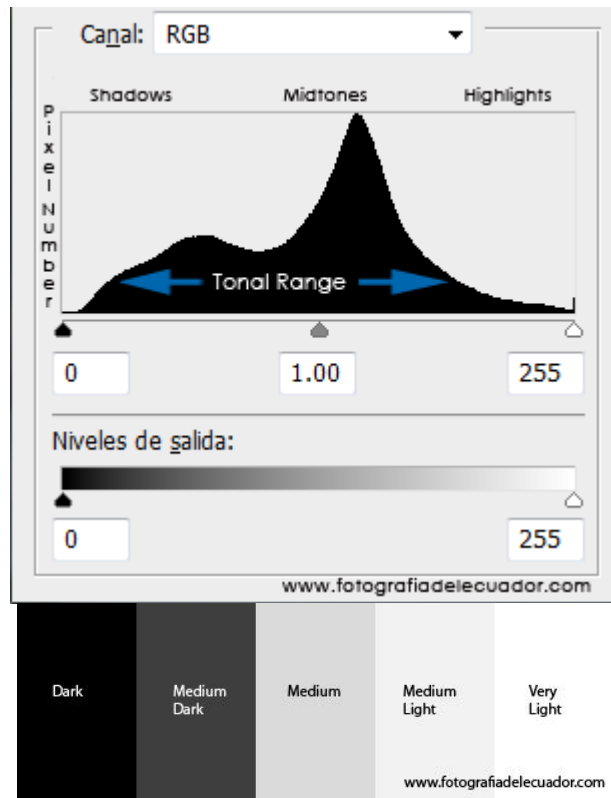 Canal: RGB
Shadows Midtones Highlights
Pixel Number
Tonal Range
0 1.00 255
Niveles de salida:
0 255
www.fotografiadelecuador.com
Dark Medium Dark Medium Medium Light Very Light
www.fotografiadelecuador.com